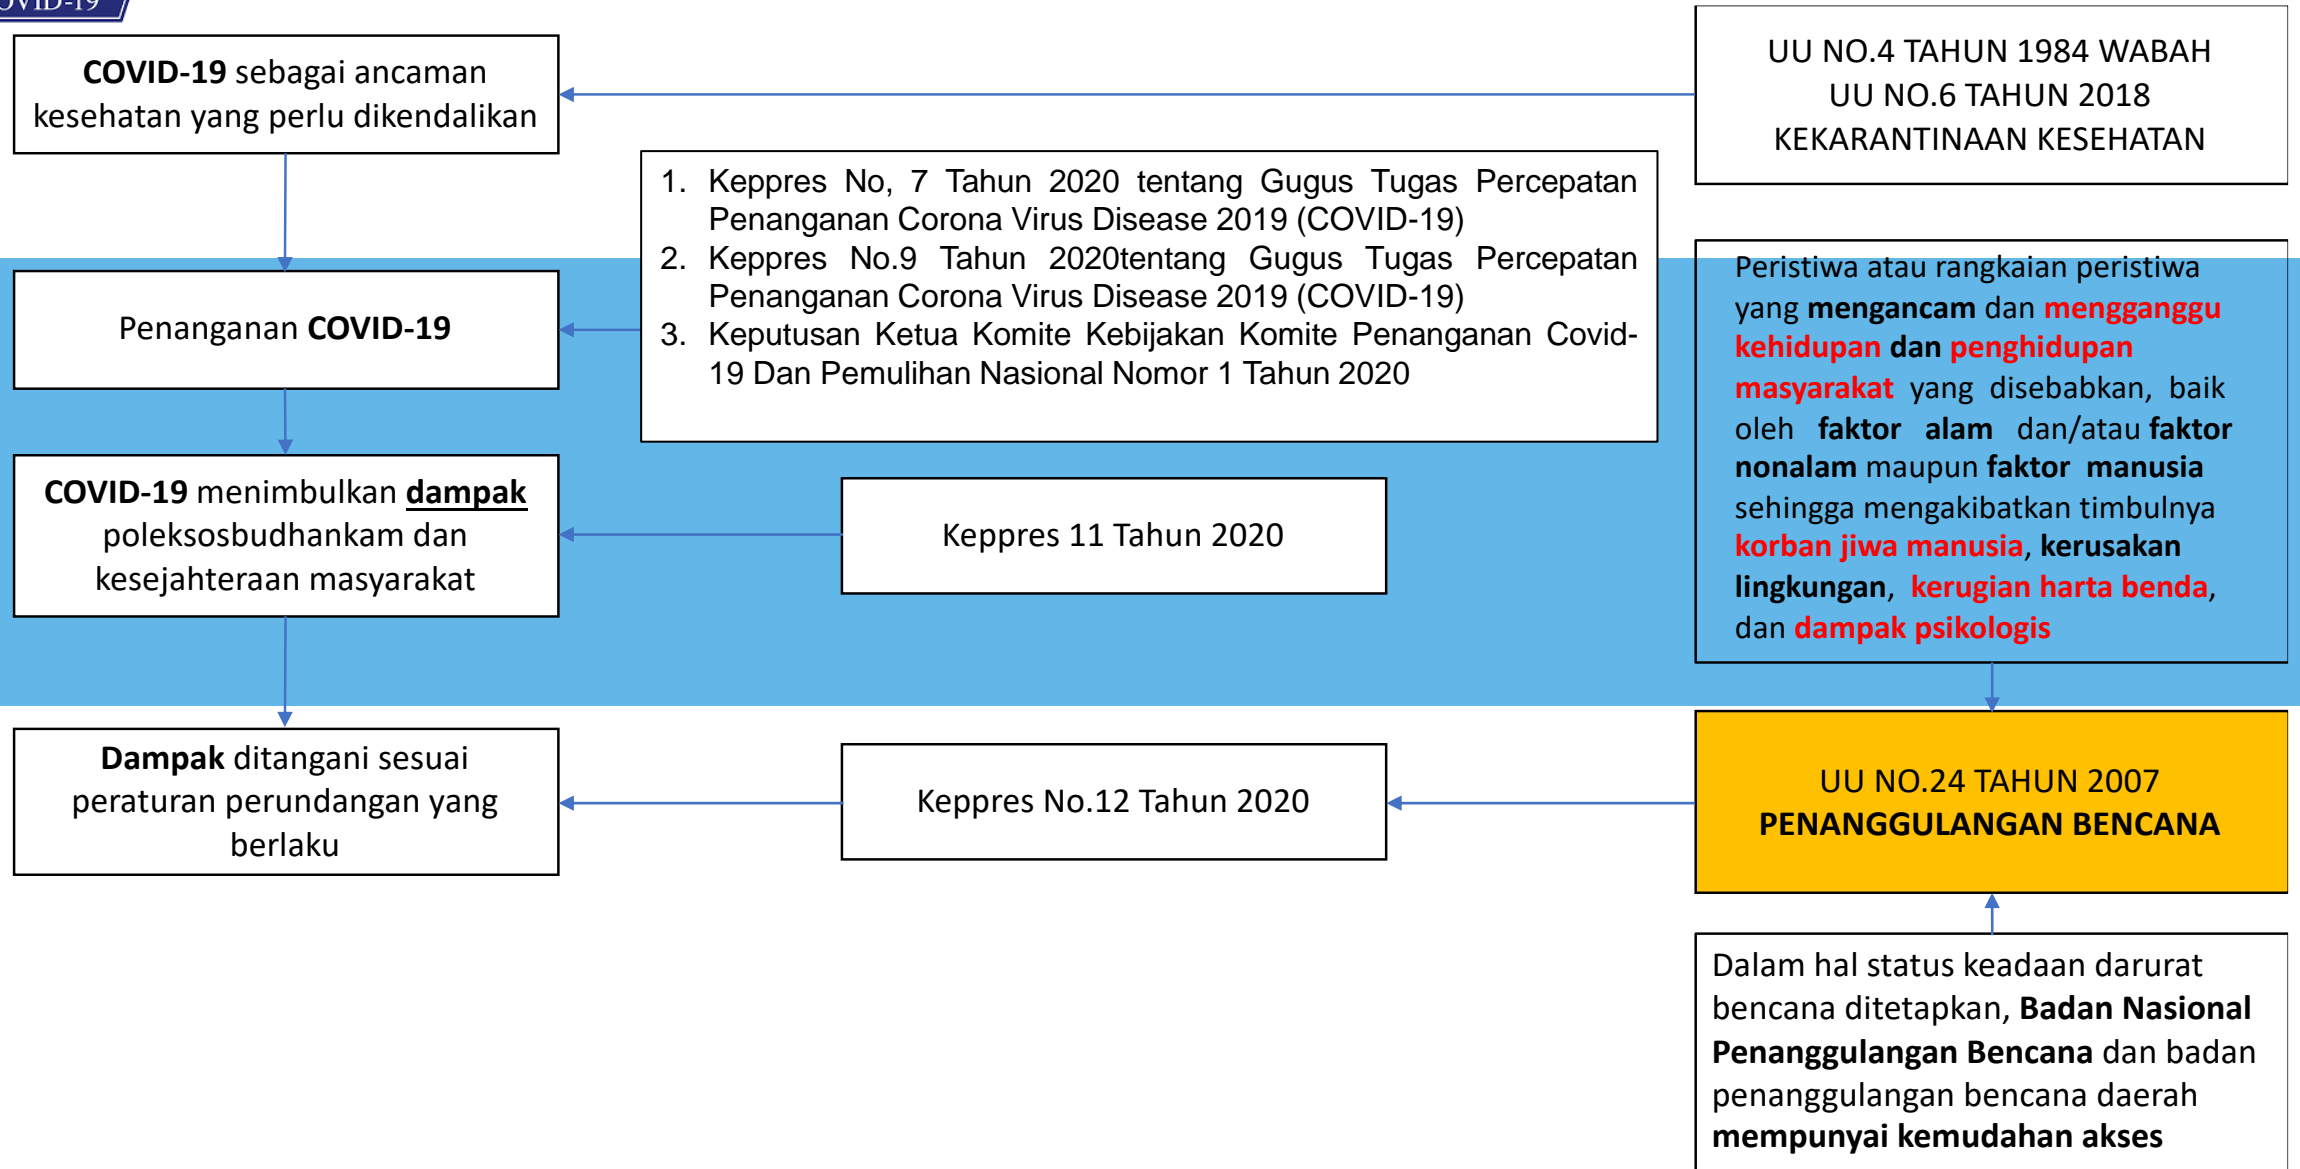 COVID-19
COVID-19 sebagai ancaman
kesehatan yang perlu dikendalikan
UU NO.4 TAHUN 1984 WABAH
UU NO.6 TAHUN 2018
KEKARANTINAAN KESEHATAN
1. Keppres No, 7 Tahun 2020 tentang Gugus Tugas Percepatan
Penanganan Corona Virus Disease 2019 (COVID-19)
2. Keppres No.9 Tahun 2020tentang Gugus Tugas Percepatan
Penanganan Corona Virus Disease 2019 (COVID-19)
3. Keputusan Ketua Komite Kebijakan Komite Penanganan Covid-
19 Dan Pemulihan Nasional Nomor 1 Tahun 2020
Penanganan COVID-19
Peristiwa atau rangkaian peristiwa
yang mengancam dan mengganggu
kehidupan dan penghidupan
masyarakat yang disebabkan, baik
oleh faktor alam dan/atau faktor
nonalam maupun faktor manusia
sehingga mengakibatkan timbulnya
korban jiwa manusia, kerusakan
lingkungan, kerugian harta benda,
dan dampak psikologis
COVID-19 menimbulkan dampak
poleksosbudhankam dan
kesejahteraan masyarakat
Keppres 11 Tahun 2020
Dampak ditangani sesuai
peraturan perundangan yang
berlaku
Keppres No.12 Tahun 2020
UU NO.24 TAHUN 2007
PENANGGULANGAN BENCANA
Dalam hal status keadaan darurat
bencana ditetapkan, Badan Nasional
Penanggulangan Bencana dan badan
penanggulangan bencana daerah
mempunyai kemudahan akses